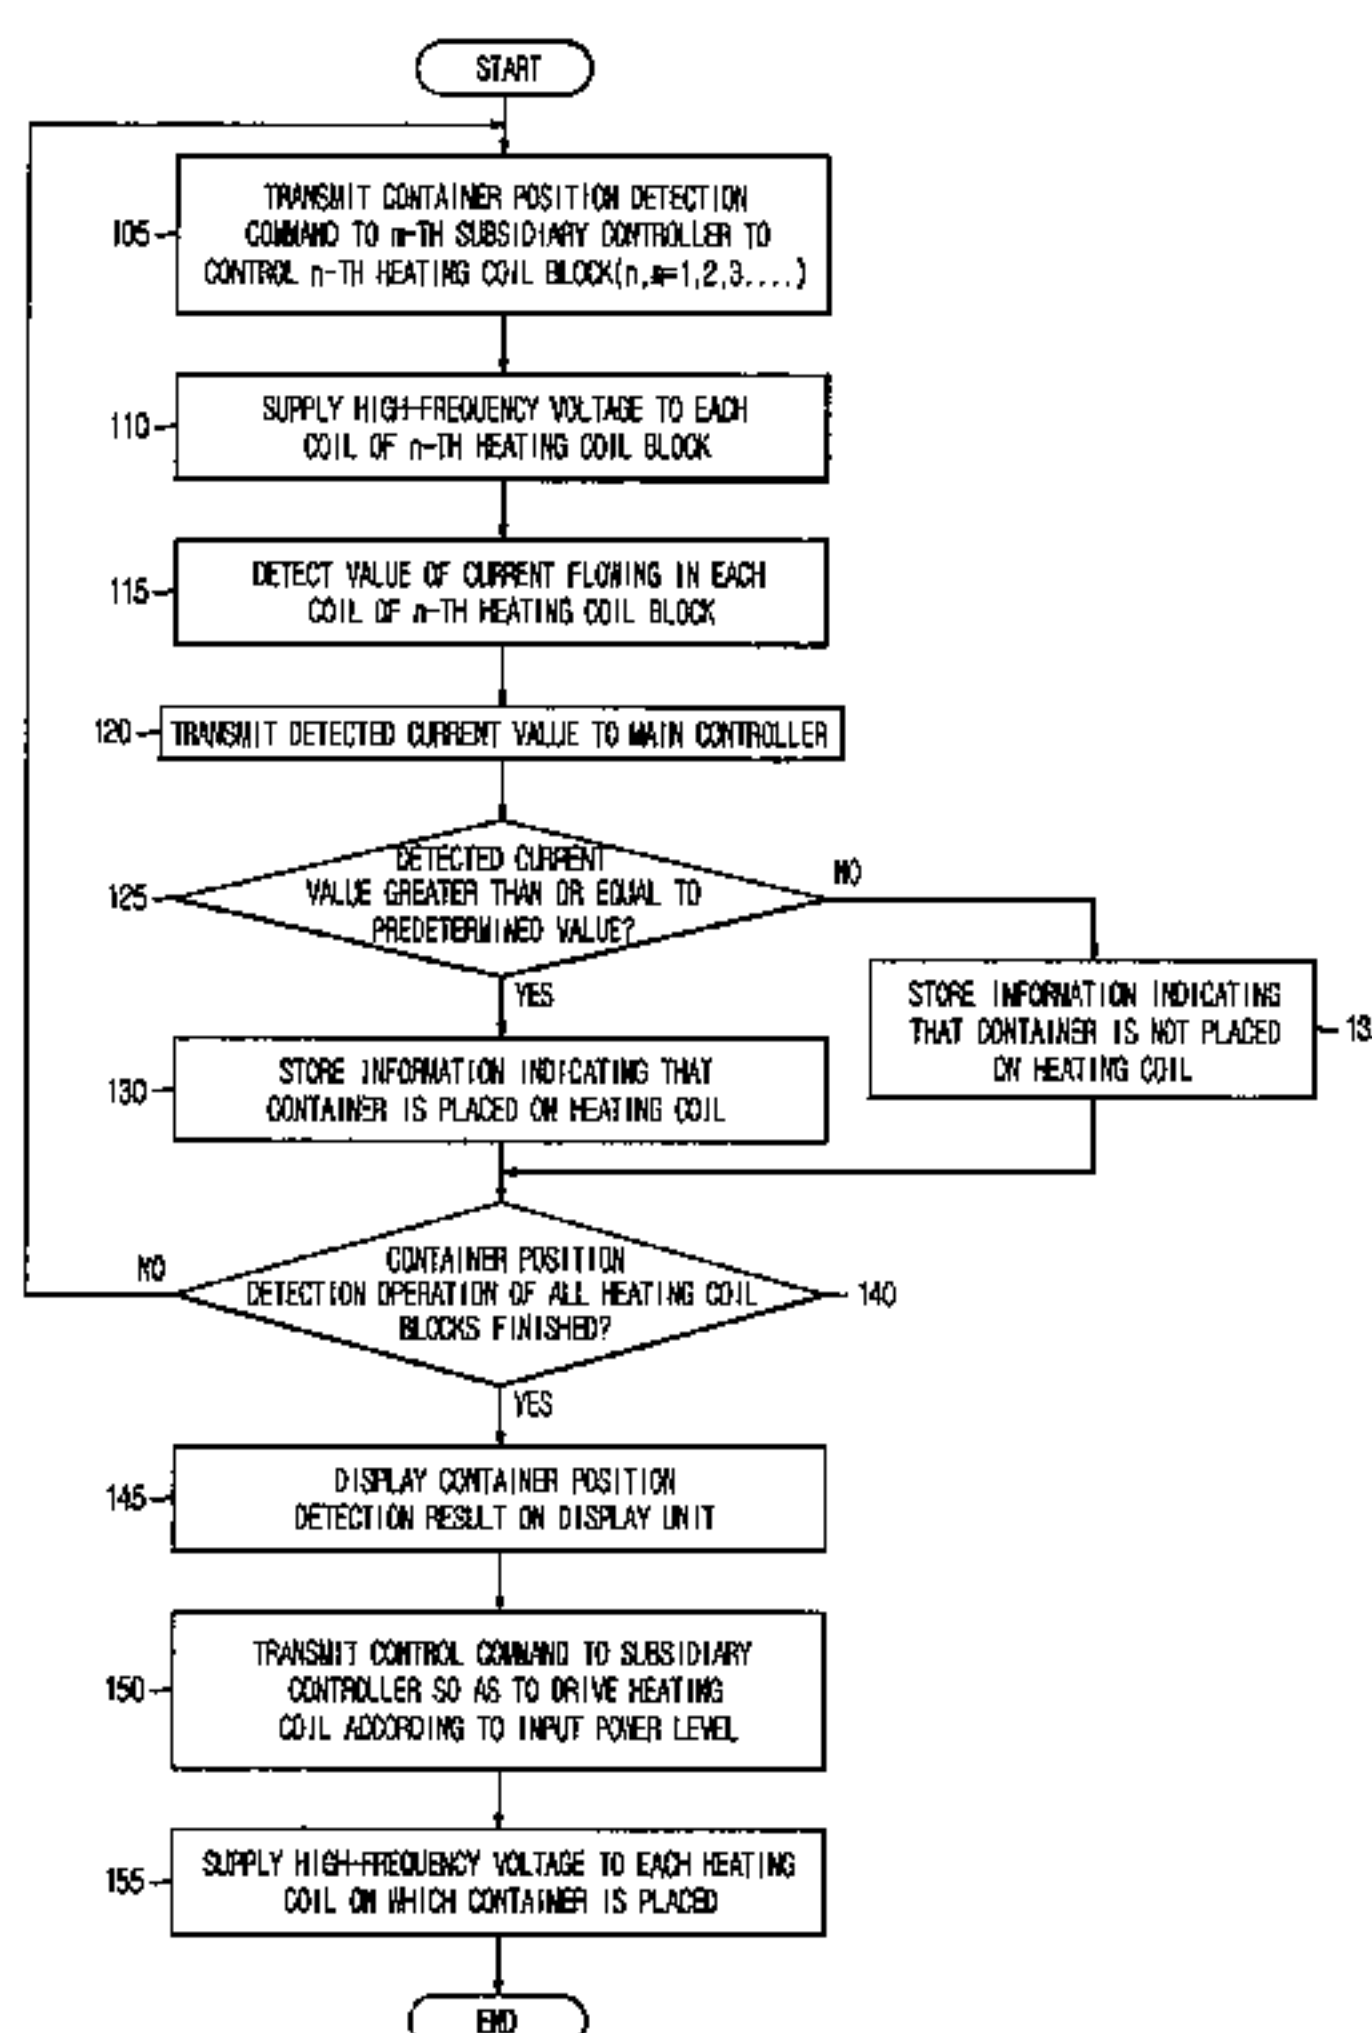 START
TRANSMIT CONTAINER POSITION DETECTION
105
COMMAND TO m-TH SUBSIDIARY CONTROLLER TO
CONTROL n-TH HEATING COIL BLOCK(n,m=1,2,3....)
SUPPLY HIGH-FREQUENCY VOLTAGE TO EACH
110
COIL OF n-TH HEATING COIL BLOCK
DETECT VALUE OF CURRENT FLOWING IN EACH
115
COIL OF n-TH HEATING COIL BLOCK
120
TRANSMIT DETECTED CURRENT VALUE TO MAIN CONTROLLER
DETECTED CURRENT
125
VALUE GREATER THAN OR EQUAL TO
PREDETERMINED VALUE?
NO
YES
STORE INFORMATION INDICATING
THAT CONTAINER IS NOT PLACED
ON HEATING COIL
13
STORE INFORMATION INDICATING THAT
130
CONTAINER IS PLACED ON HEATING COIL
NO
CONTAINER POSITION
DETECTION OPERATION OF ALL HEATING COIL
BLOCKS FINISHED?
140
YES
DISPLAY CONTAINER POSITION
145
DETECTION RESULT ON DISPLAY UNIT
TRANSMIT CONTROL COMMAND TO SUBSIDIARY
150
CONTROLLER SO AS TO DRIVE HEATING
COIL ACCORDING TO INPUT POWER LEVEL
SUPPLY HIGH-FREQUENCY VOLTAGE TO EACH HEATING
155
COIL ON WHICH CONTAINER IS PLACED
END